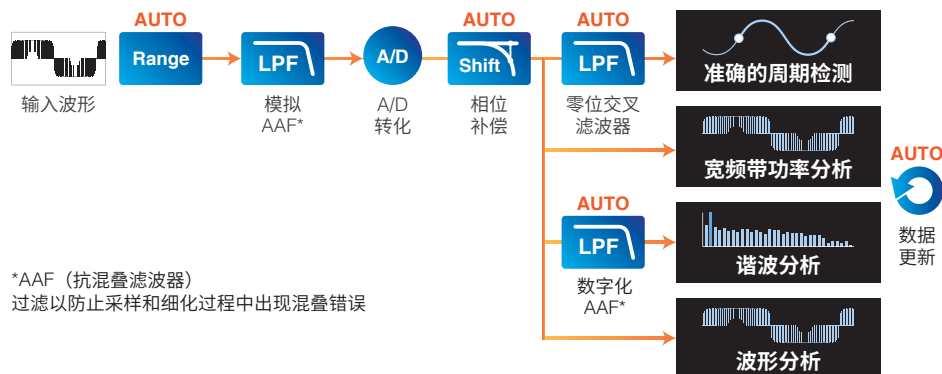 AUTO
Range
输入波形
LPF
模拟
AAF*
A/D
A/D
转化
AUTO
Shift
相位
补偿
AUTO
LPF
零位交叉
滤波器
准确的周期检测
宽频带功率分析
AUTO
LPF
数字化
AAF*
谐波分析
波形分析
AUTO
数据
更新
*AAF（抗混叠滤波器）
过滤以防止采样和细化过程中出现混叠错误